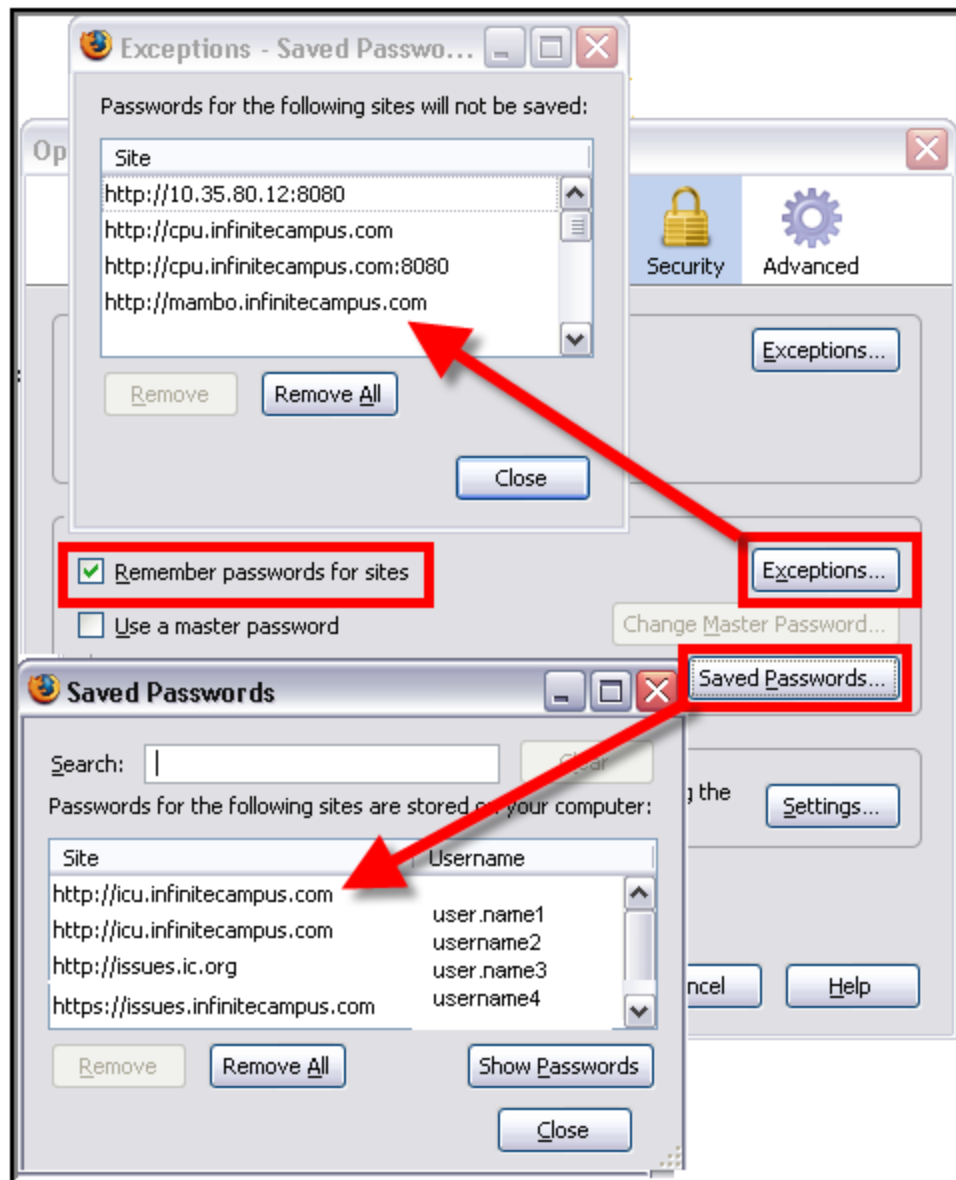 Exceptions - Saved Passwo...
Passwords for the following sites will not be saved:
Site
http://10.35.80.12:8080
http://cpu.infinitecampus.com
http://cpu.infinitecampus.com:8080
http://mambo.infinitecampus.com
Remove
Remove All
Close
Op
Security
Advanced
Exceptions...
Remember passwords for sites
Exceptions...
Use a master password
Change Master Password...
Saved Passwords...
Saved Passwords
Search:
Clear
Passwords for the following sites are stored on your computer:
Site Username
http://icu.infinitecampus.com
http://icu.infinitecampus.com
http://issues.ic.org
https://issues.infinitecampus.com
user.name1
username2
user.name3
username4
Remove
Remove All
Show Passwords
Close
g the
Settings...
ncel
Help